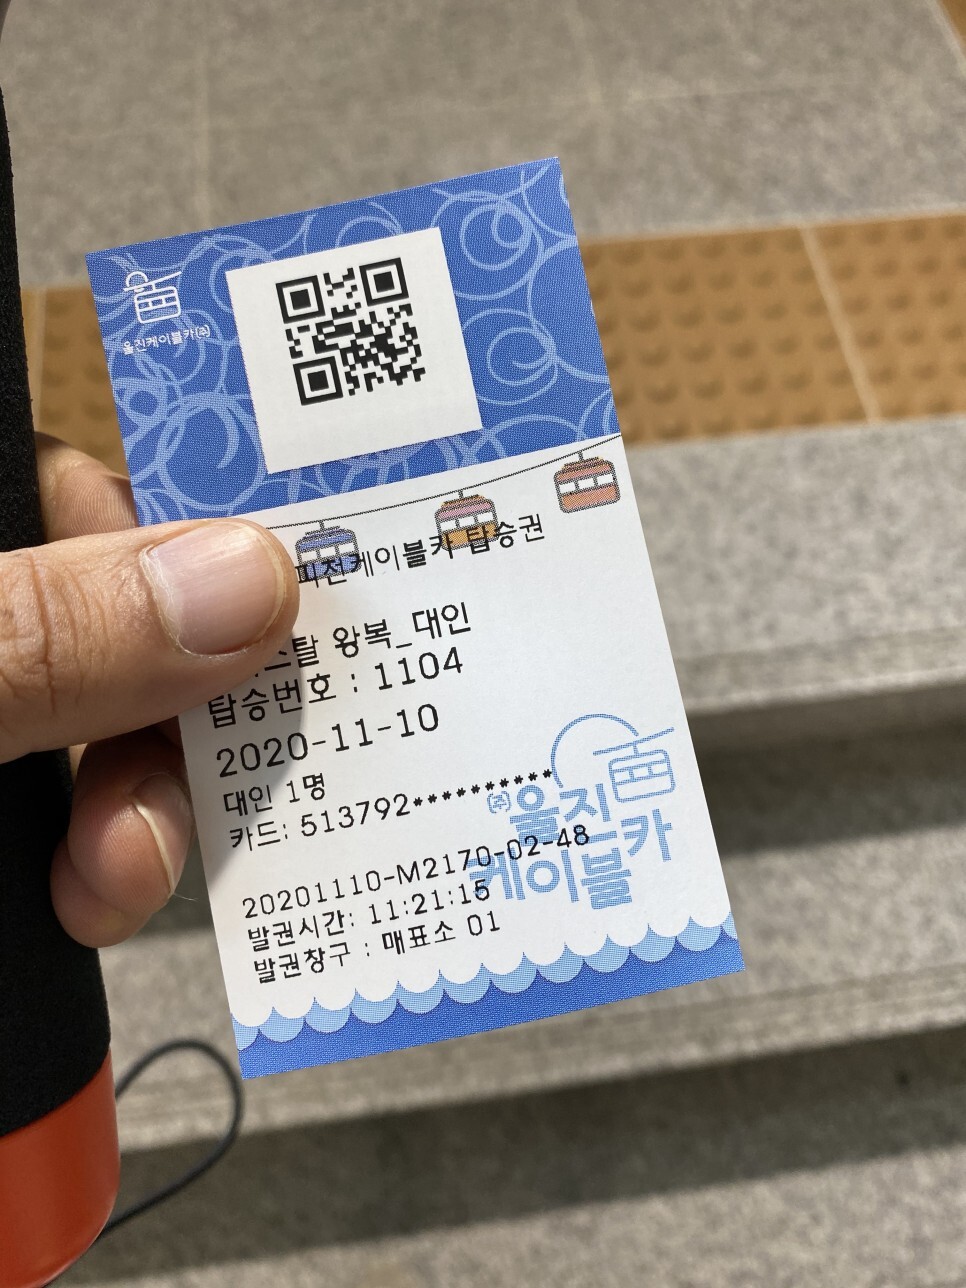 울진케이블카(주)
피천케이블카 탑승권
스탈 왕복_대인
탑승번호 : 1104
2020-11-10
대인 1명
카드: 513792**********
20201110-M2170-02-48
발권시간: 11:21:15
발권창구 : 매표소 01
(주)울진
케이블카